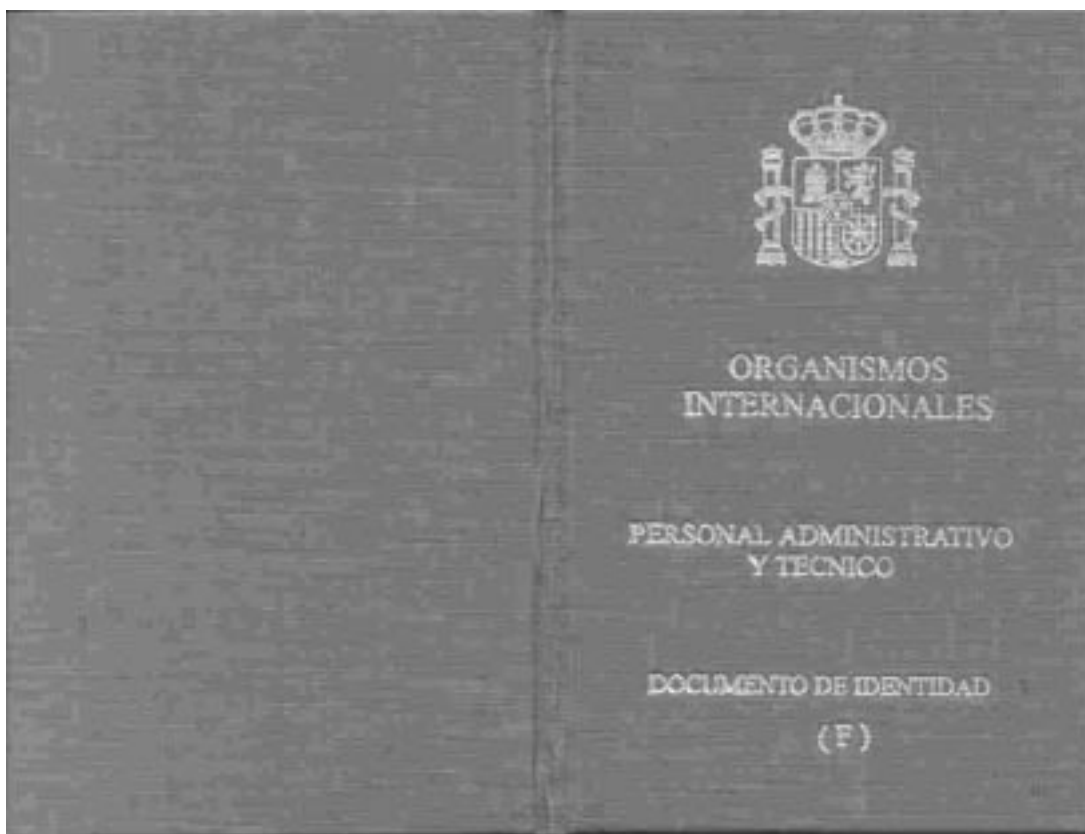 ORGANISMOS
INTERNACIONALES
PERSONAL ADMINISTRATIVO
Y TECNICO
DOCUMENTO DE IDENTIDAD
(F)